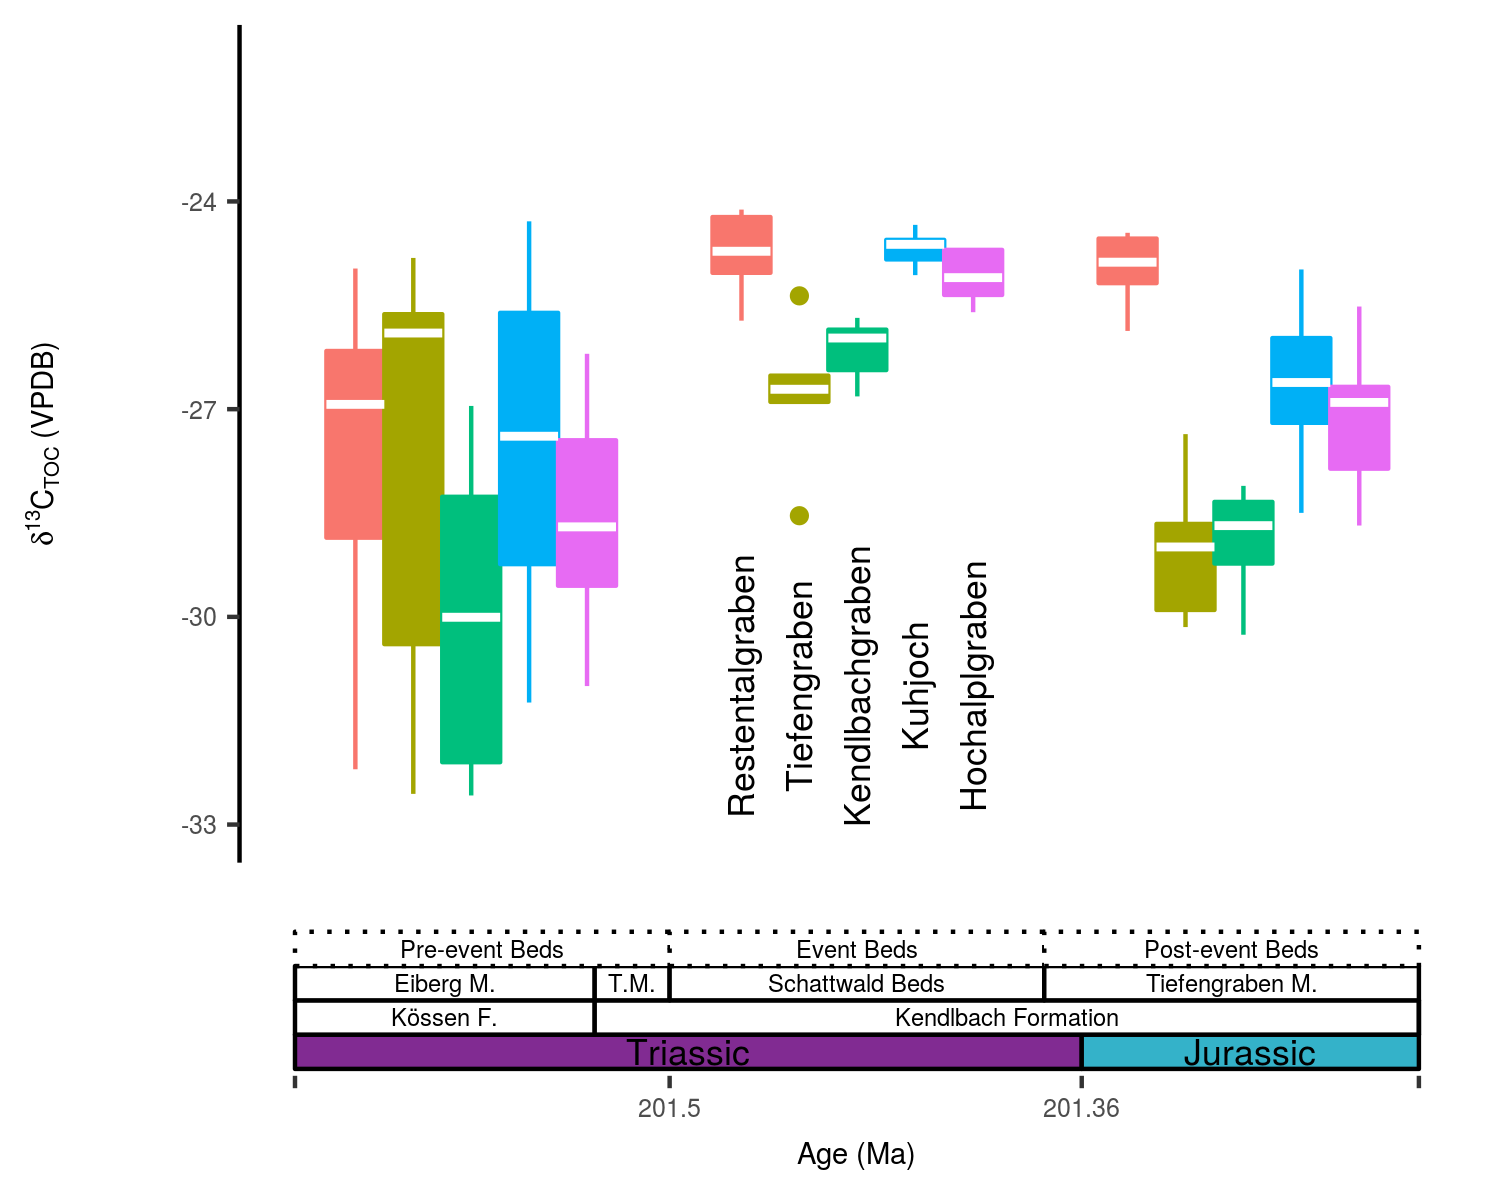 δ¹³C_TOC (VPDB)
-24
-27
-30
-33
Restentalgraben
Tiefengraben
Kendlbachgraben
Kuhjoch
Hochalplgraben
Pre-event Beds Event Beds Post-event Beds
Eiberg M. T.M. Schattwald Beds Tiefengraben M.
Kössen F. Kendlbach Formation
Triassic Jurassic
201.5 201.36
Age (Ma)